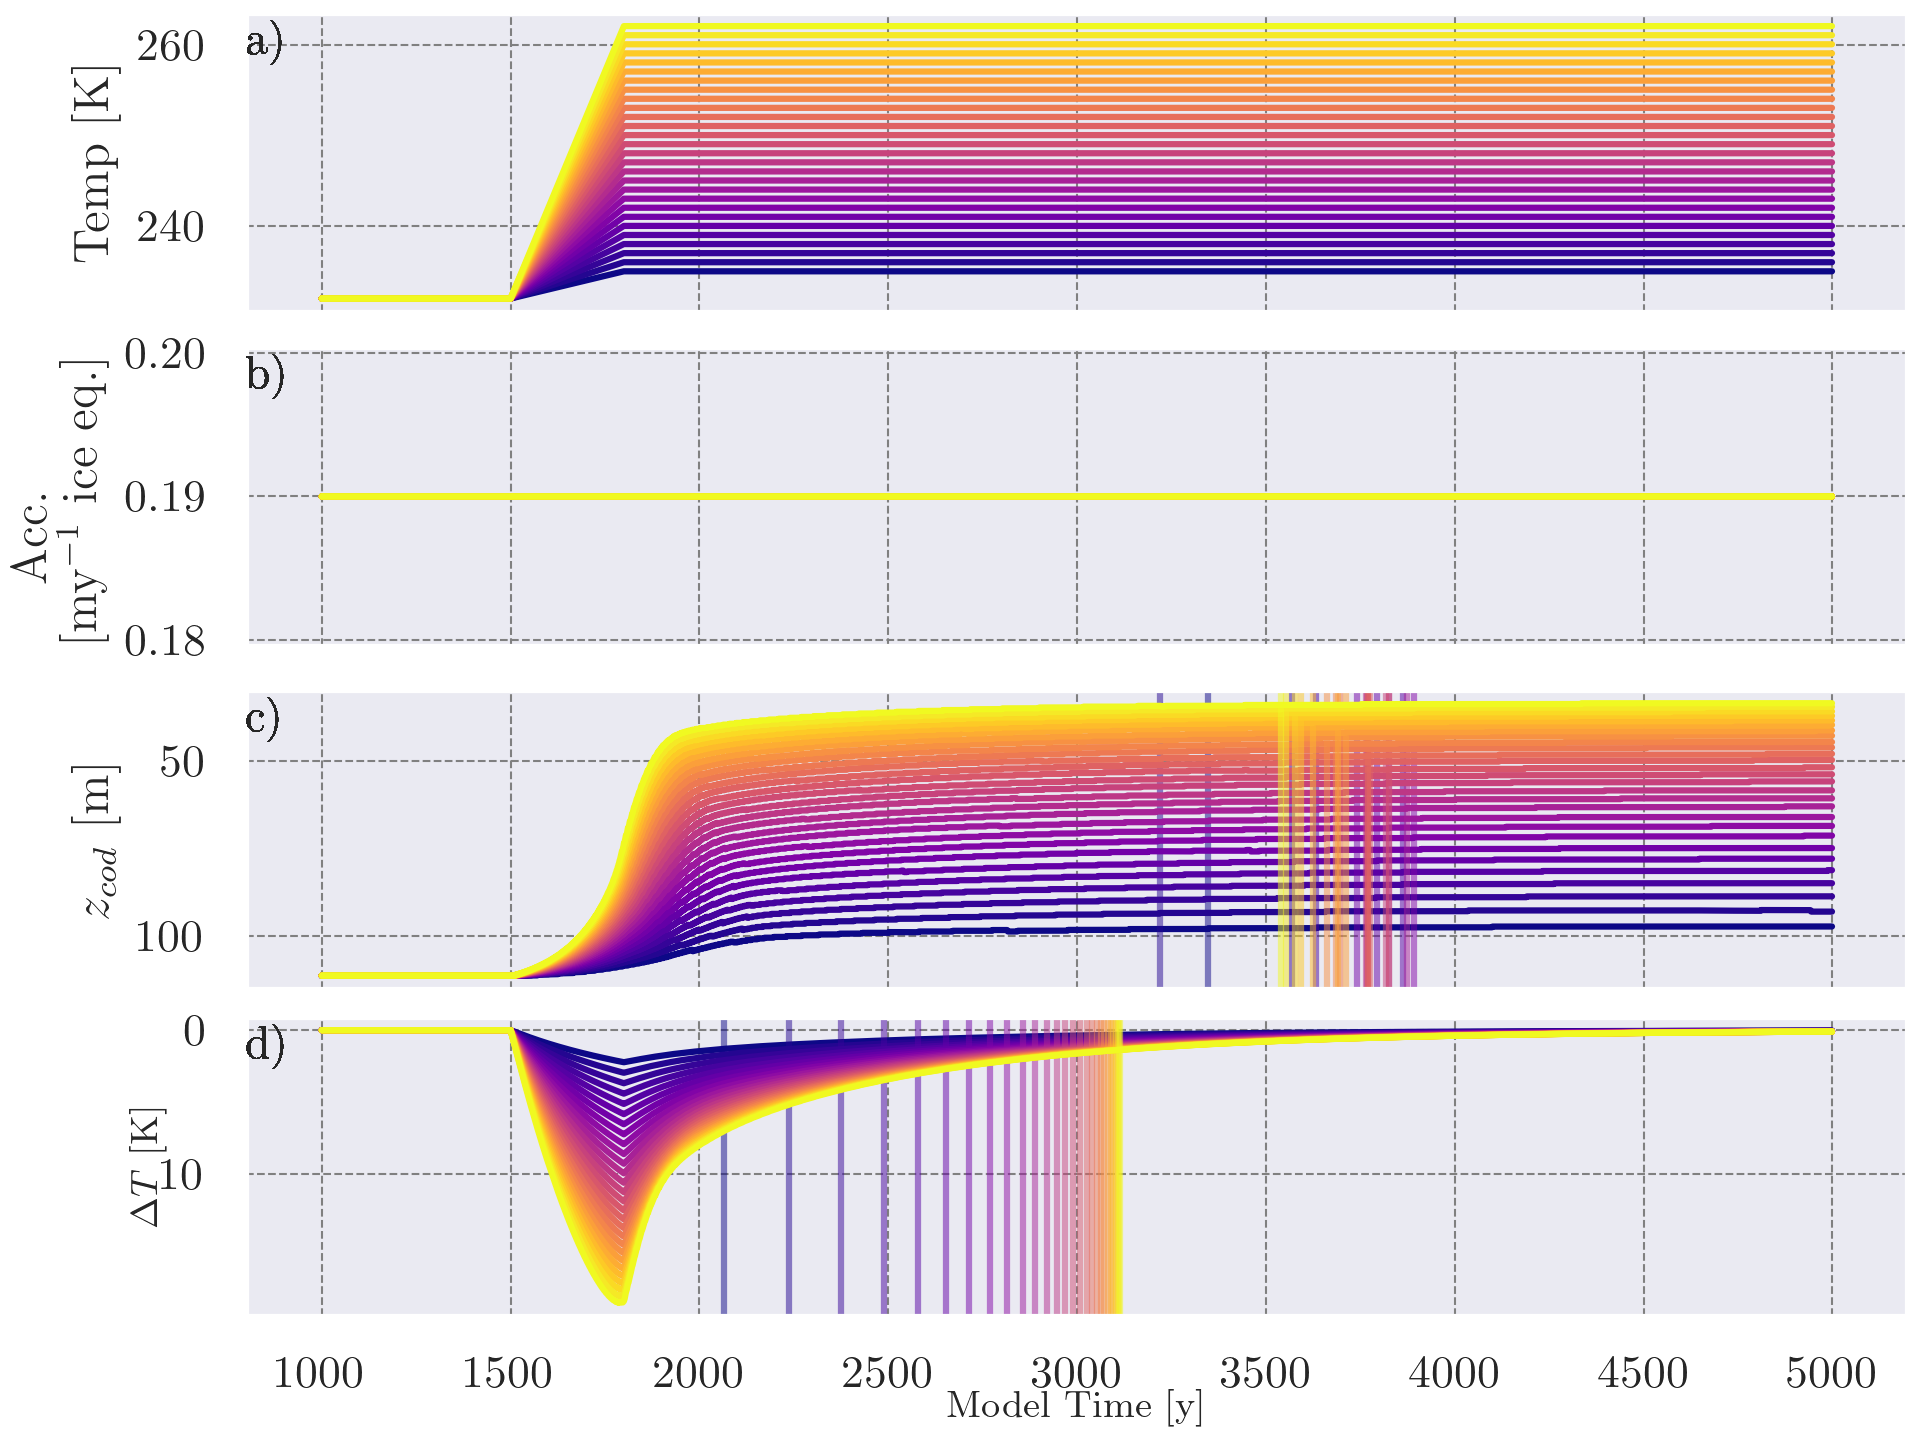 a)
Temp [K]
260
240
b)
Acc.
[my⁻¹ ice eq.]
0.20
0.19
0.18
c)
z_cod [m]
50
100
d)
ΔT [K]
0
10
1000 1500 2000 2500 3000 3500 4000 4500 5000
Model Time [y]